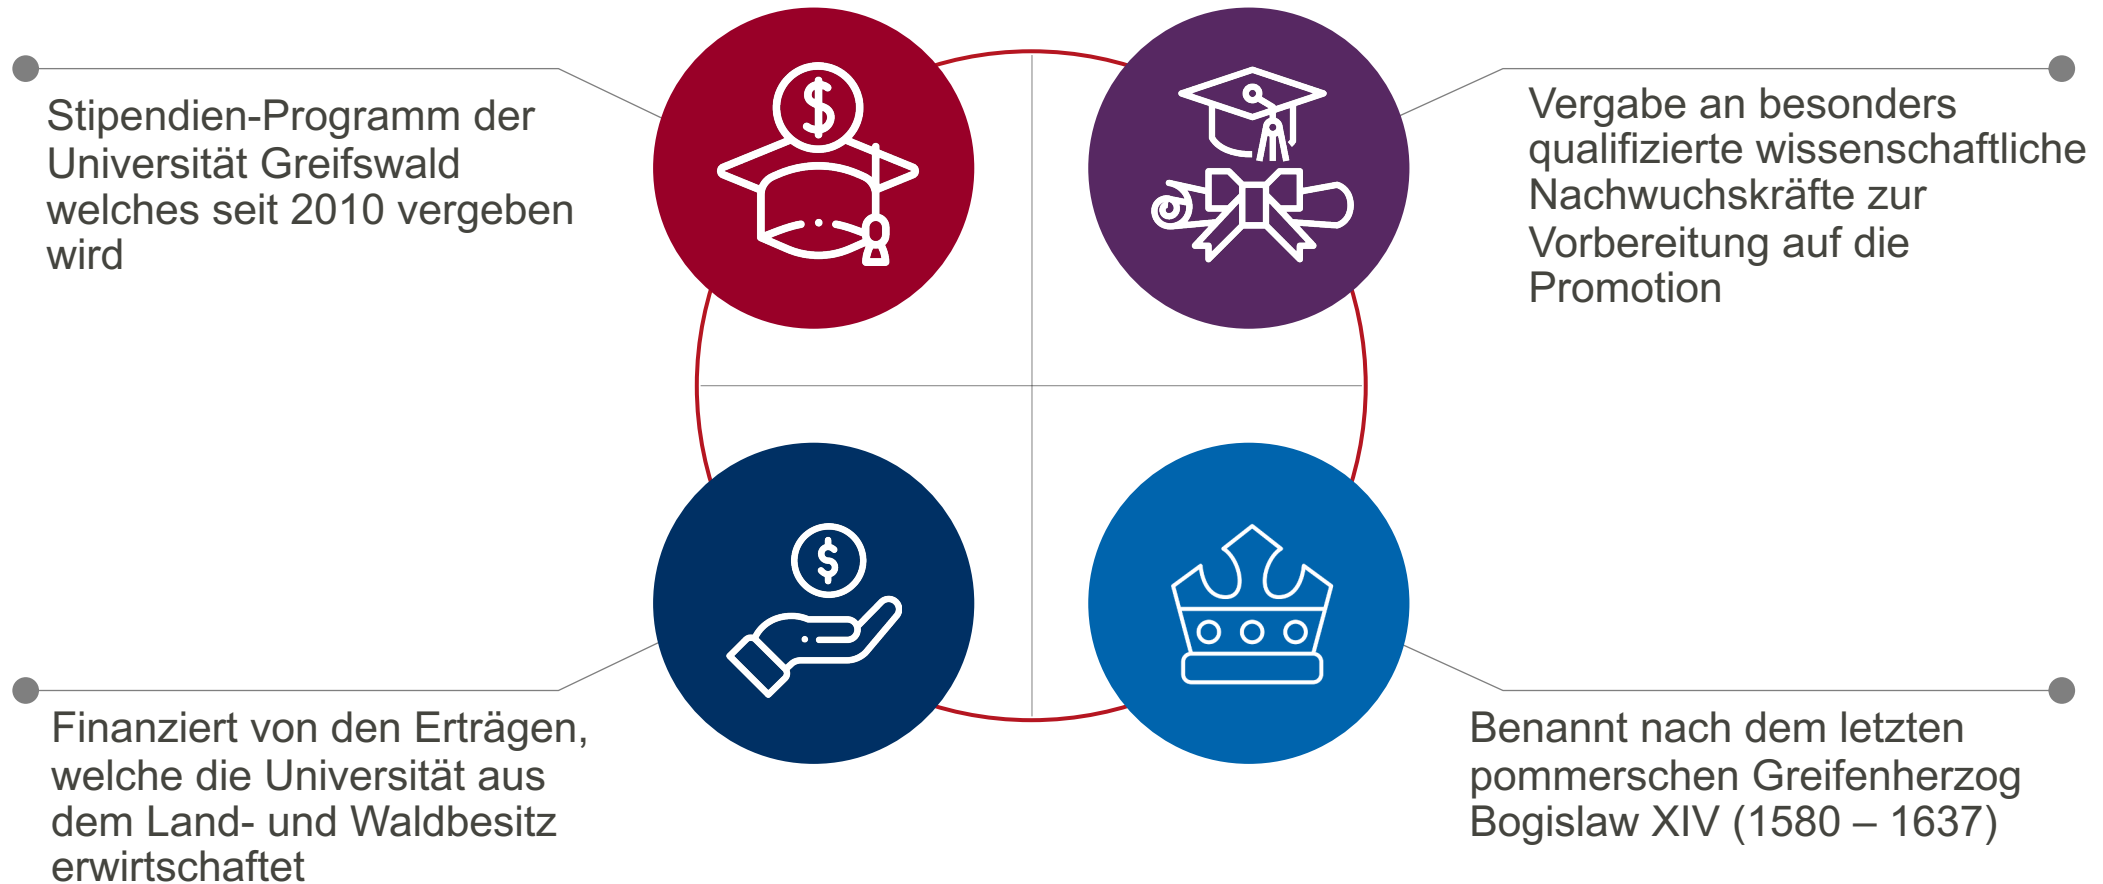 Stipendien-Programm der
Universität Greifswald
welches seit 2010 vergeben
wird
Vergabe an besonders
qualifizierte wissenschaftliche
Nachwuchskräfte zur
Vorbereitung auf die
Promotion
Finanziert von den Erträgen,
welche die Universität aus
dem Land- und Waldbesitz
erwirtschaftet
Benannt nach dem letzten
pommerschen Greifenherzog
Bogislaw XIV (1580 – 1637)